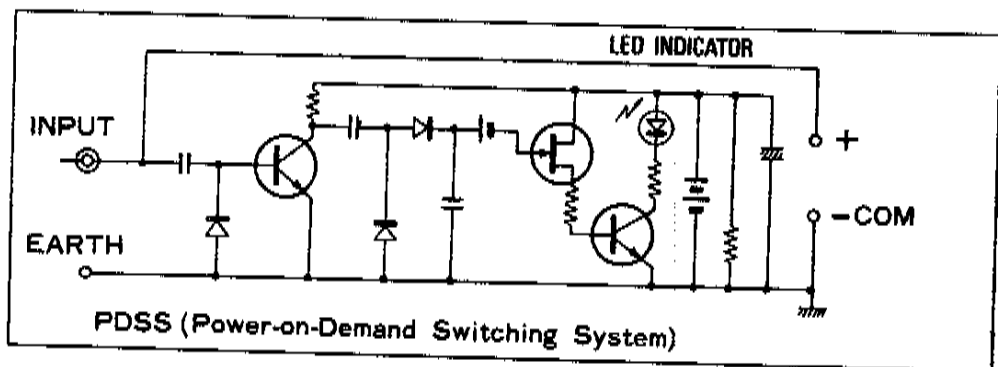 LED INDICATOR
INPUT
+
-COM
EARTH
PDSS (Power-on-Demand Switching System)